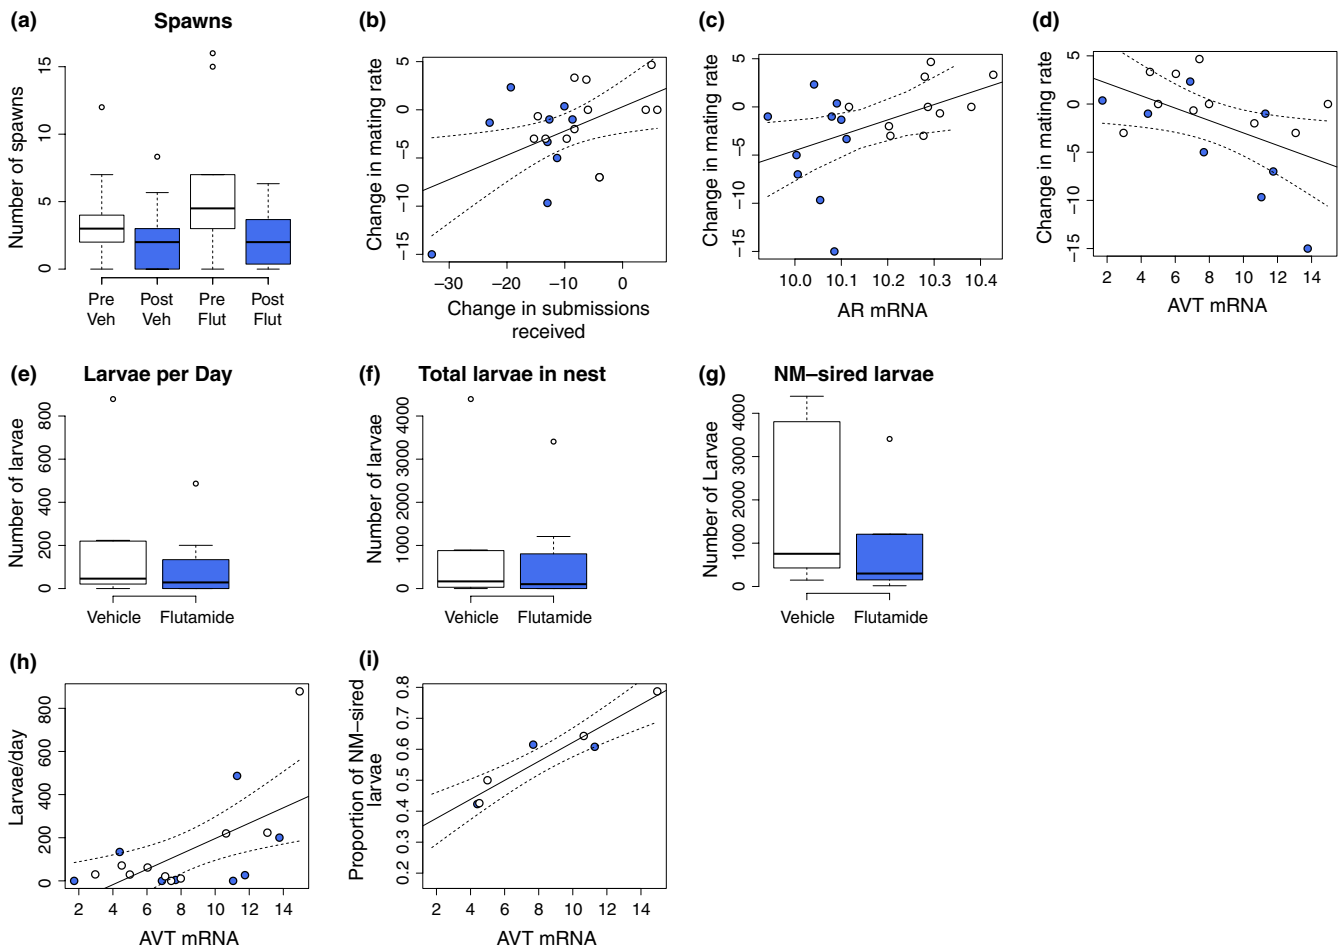 (a) Spawns
Number of spawns
0 5 10 15
Pre Veh
Post Veh
Pre Flut
Post Flut
(b)
Change in mating rate
−15 −10 −5 0 5
−30 −20 −10 0
Change in submissions
received
(c)
Change in mating rate
−15 −10 −5 0 5
10.0 10.1 10.2 10.3 10.4
AR mRNA
(d)
Change in mating rate
−15 −10 −5 0 5
2 4 6 8 10 12 14
AVT mRNA
(e) Larvae per Day
Number of larvae
0 200 400 600 800
Vehicle Flutamide
(f) Total larvae in nest
Number of larvae
0 1000 2000 3000 4000
Vehicle Flutamide
(g) NM−sired larvae
Number of Larvae
0 1000 2000 3000 4000
Vehicle Flutamide
(h)
Larvae/day
0 200 400 600 800
2 4 6 8 10 12 14
AVT mRNA
(i)
Proportion of NM−sired
larvae
0.2 0.3 0.4 0.5 0.6 0.7 0.8
2 4 6 8 10 12 14
AVT mRNA